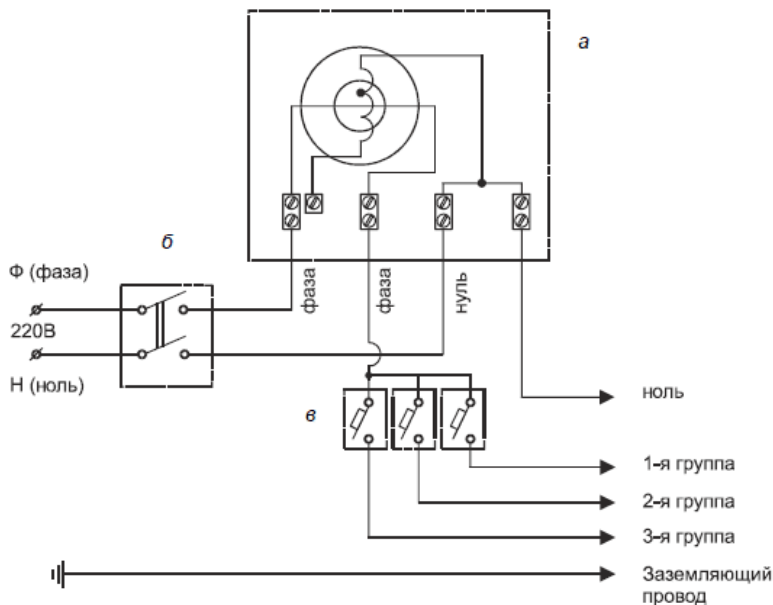 а
б
Ф (фаза)
220В
Н (ноль)
фаза
фаза
нуль
в
ноль
1-я группа
2-я группа
3-я группа
Заземляющий
провод